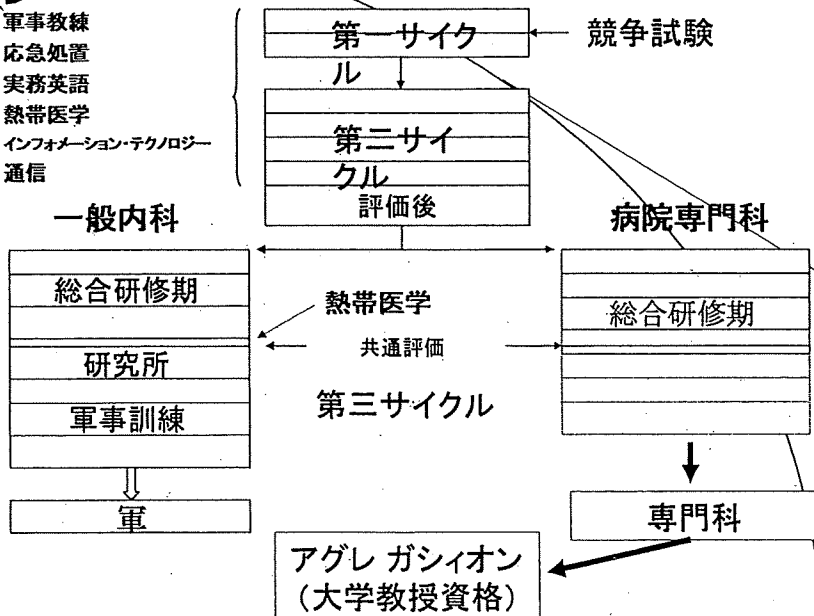 軍事教練
応急処置
実務英語
熱帯医学
インフォメーション・テクノロジー
通信
第一サイク
ル
競争試験
第二サイ
クル
評価後
一般内科
病院専門科
総合研修期
熱帯医学
総合研修期
共通評価
研究所
第三サイクル
軍事訓練
軍
専門科
アグレ ガシィオン
（大学教授資格）